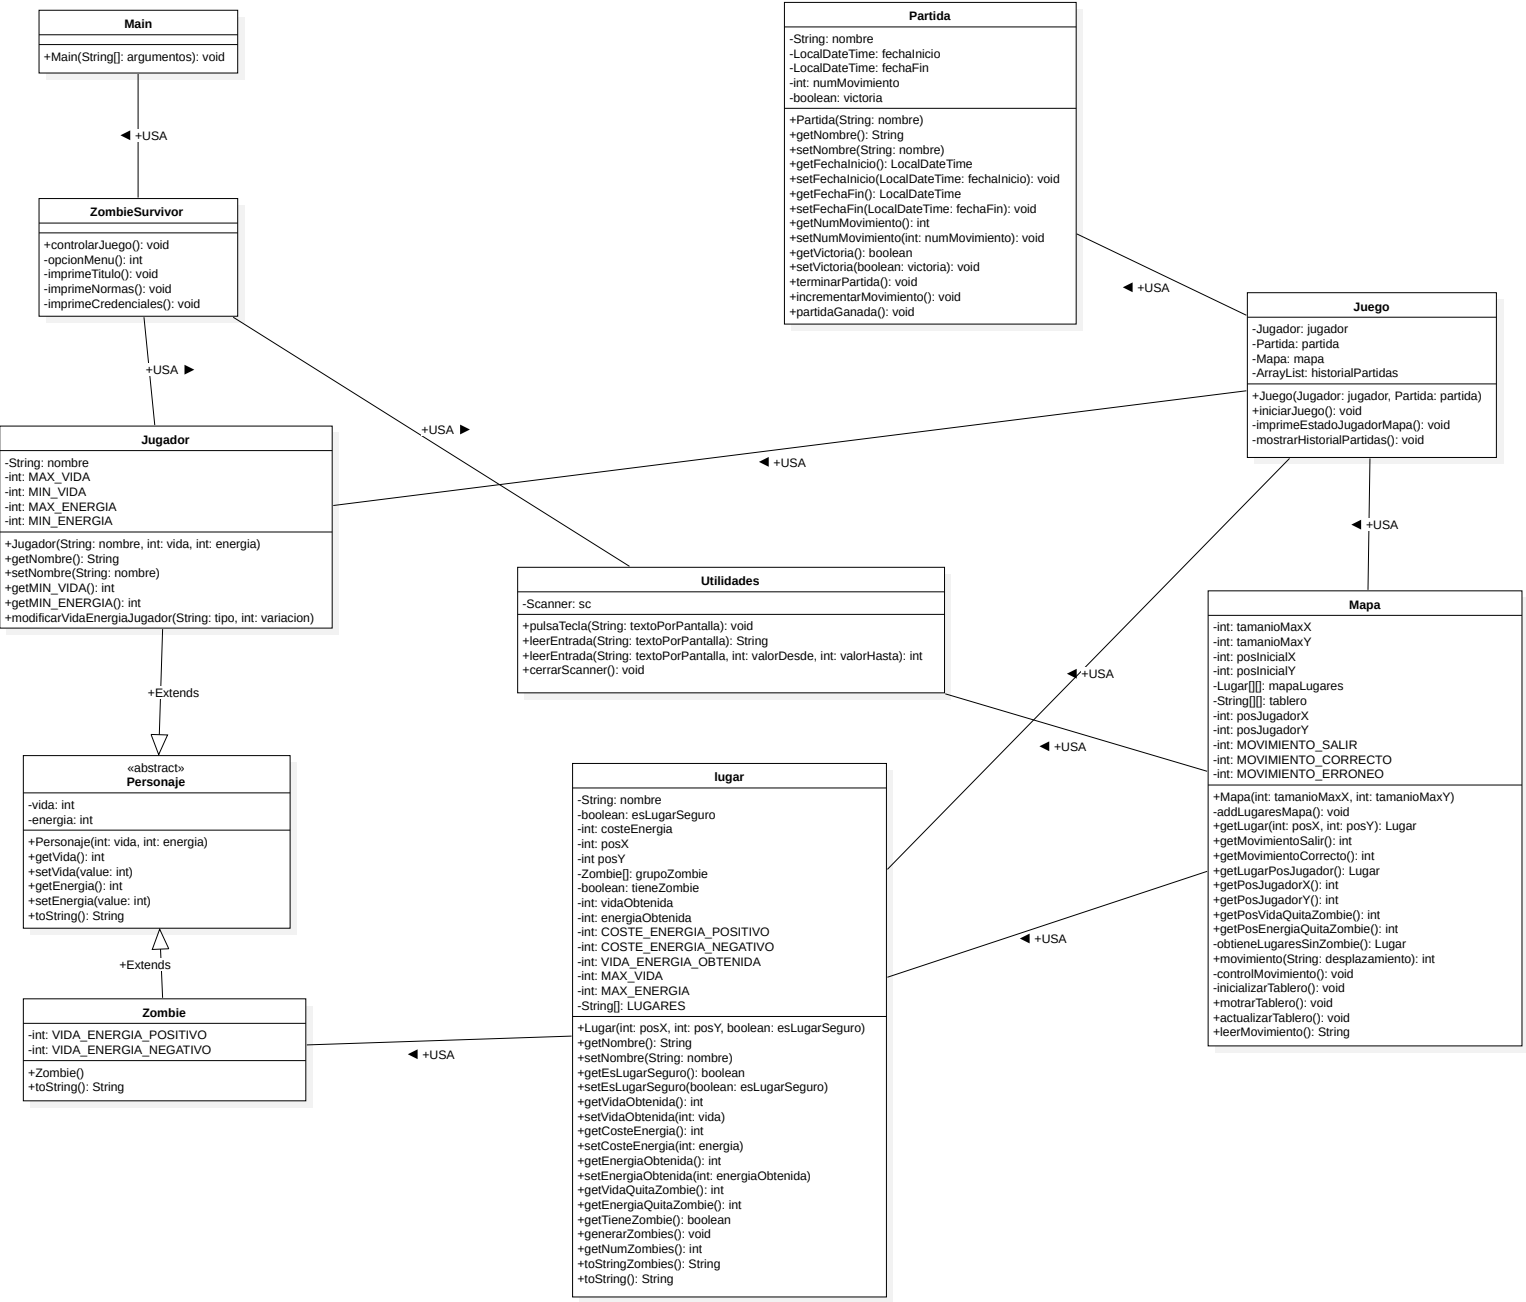 Main
+Main(String[]: argumentos): void
◄ +USA
ZombieSurvivor
+controlarJuego(): void
-opcionMenu(): int
-imprimeTitulo(): void
-imprimeNormas(): void
-imprimeCredenciales(): void
+USA ►
+USA ►
Partida
-String: nombre
-LocalDateTime: fechaInicio
-LocalDateTime: fechaFin
-int: numMovimiento
-boolean: victoria
+Partida(String: nombre)
+getNombre(): String
+setNombre(String: nombre)
+getFechaInicio(): LocalDateTime
+setFechaInicio(LocalDateTime: fechaInicio): void
+getFechaFin(): LocalDateTime
+setFechaFin(LocalDateTime: fechaFin): void
+getNumMovimiento(): int
+setNumMovimiento(int: numMovimiento): void
+getVictoria(): boolean
+setVictoria(boolean: victoria): void
+terminarPartida(): void
+incrementarMovimiento(): void
+partidaGanada(): void
◄ +USA
Juego
-Jugador: jugador
-Partida: partida
-Mapa: mapa
-ArrayList: historialPartidas
+Juego(Jugador: jugador, Partida: partida)
+iniciarJuego(): void
-imprimeEstadoJugadorMapa(): void
-mostrarHistorialPartidas(): void
◄ +USA
◄ +USA
◄ +USA
Jugador
-String: nombre
-int: MAX_VIDA
-int: MIN_VIDA
-int: MAX_ENERGIA
-int: MIN_ENERGIA
+Jugador(String: nombre, int: vida, int: energia)
+getNombre(): String
+setNombre(String: nombre)
+getMIN_VIDA(): int
+getMIN_ENERGIA(): int
+modificarVidaEnergiaJugador(String: tipo, int: variacion)
+Extends
Utilidades
-Scanner: sc
+pulsaTecla(String: textoPorPantalla): void
+leerEntrada(String: textoPorPantalla): String
+leerEntrada(String: textoPorPantalla, int: valorDesde, int: valorHasta): int
+cerrarScanner(): void
◄ +USA
Mapa
-int: tamanioMaxX
-int: tamanioMaxY
-int: posInicialX
-int: posInicialY
-Lugar[][]: mapaLugares
-String[][]: tablero
-int: posJugadorX
-int: posJugadorY
-int: MOVIMIENTO_SALIR
-int: MOVIMIENTO_CORRECTO
-int: MOVIMIENTO_ERRONEO
+Mapa(int: tamanioMaxX, int: tamanioMaxY)
-addLugaresMapa(): void
+getLugar(int: posX, int: posY): Lugar
+getMovimientoSalir(): int
+getMovimientoCorrecto(): int
+getLugarPosJugador(): Lugar
+getPosJugadorX(): int
+getPosJugadorY(): int
+getPosVidaQuitaZombie(): int
+getPosEnergiaQuitaZombie(): int
-obtieneLugaresSinZombie(): Lugar
+movimiento(String: desplazamiento): int
-controlMovimiento(): void
-inicializarTablero(): void
+motrarTablero(): void
+actualizarTablero(): void
+leerMovimiento(): String
◄ +USA
«abstract»
Personaje
-vida: int
-energia: int
+Personaje(int: vida, int: energia)
+getVida(): int
+setVida(value: int)
+getEnergia(): int
+setEnergia(value: int)
+toString(): String
+Extends
Zombie
-int: VIDA_ENERGIA_POSITIVO
-int: VIDA_ENERGIA_NEGATIVO
+Zombie()
+toString(): String
◄ +USA
lugar
-String: nombre
-boolean: esLugarSeguro
-int: costeEnergia
-int: posX
-int posY
-Zombie[]: grupoZombie
-boolean: tieneZombie
-int: vidaObtenida
-int: energiaObtenida
-int: COSTE_ENERGIA_POSITIVO
-int: COSTE_ENERGIA_NEGATIVO
-int: VIDA_ENERGIA_OBTENIDA
-int: MAX_VIDA
-int: MAX_ENERGIA
-String[]: LUGARES
+Lugar(int: posX, int: posY, boolean: esLugarSeguro)
+getNombre(): String
+setNombre(String: nombre)
+getEsLugarSeguro(): boolean
+setEsLugarSeguro(boolean: esLugarSeguro)
+getVidaObtenida(): int
+setVidaObtenida(int: vida)
+getCosteEnergia(): int
+setCosteEnergia(int: energia)
+getEnergiaObtenida(): int
+setEnergiaObtenida(int: energiaObtenida)
+getVidaQuitaZombie(): int
+getEnergiaQuitaZombie(): int
+getTieneZombie(): boolean
+generarZombies(): void
+getNumZombies(): int
+toStringZombies(): String
+toString(): String